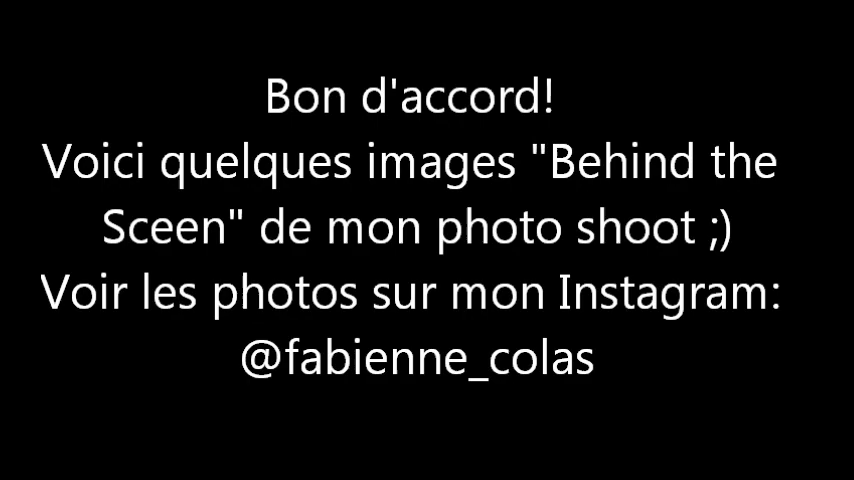 Bon d'accord!
Voici quelques images "Behind the
Sceen" de mon photo shoot ;)
Voir les photos sur mon Instagram:
@fabienne_colas